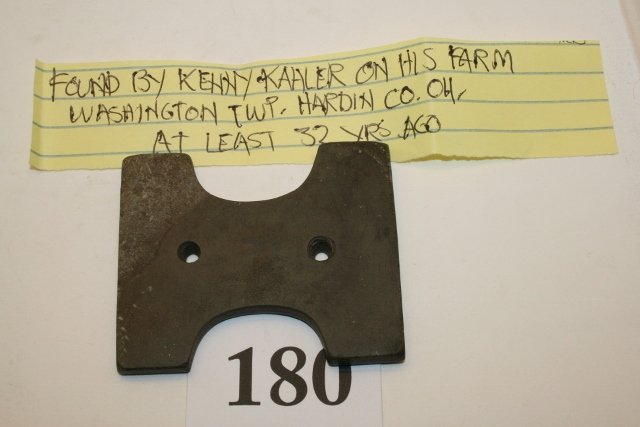 FOUND BY KENNY KAHLER ON HIS FARM
WASHINGTON TWP. HARDIN CO. OH,
AT LEAST 32 YRS AGO
180